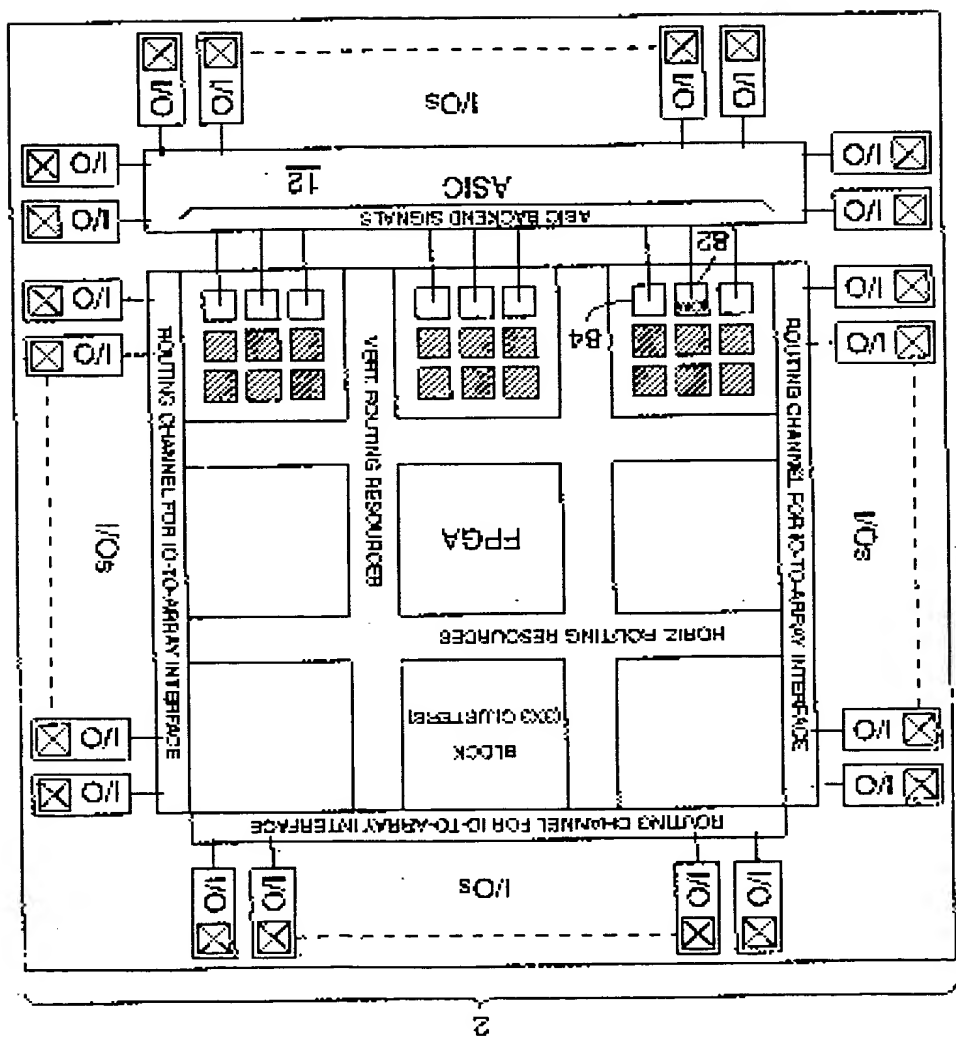 2
I/O
I/O
I/Os
I/O
I/O
ROUTING CHANNEL FOR IO-TO-ARRAY INTERFACE
I/O
I/O
BLOCK
(3X3 CLUSTERS)
I/O
I/O
HORIZ. ROUTING RESOURCES
I/Os
ROUTING CHANNEL FOR IO-TO-ARRAY INTERFACE
FPGA
VERT. ROUTING RESOURCES
ROUTING CHANNEL FOR IO-TO-ARRAY INTERFACE
I/Os
I/O
I/O
84
I/O
I/O
82
ASIC BACKEND SIGNALS
I/O
I/O
ASIC
12
I/O
I/O
I/O
I/O
I/Os
I/O
I/O